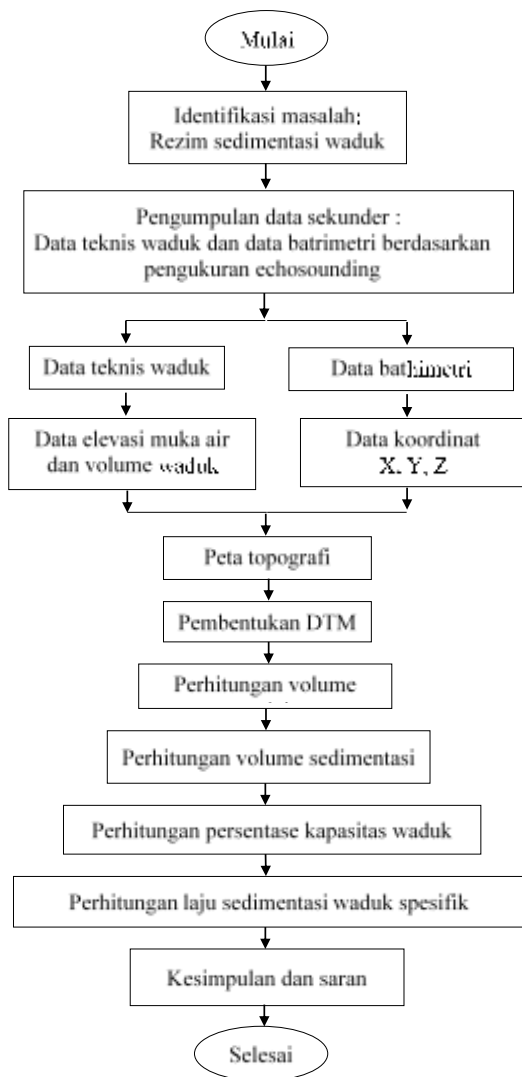 Mulai
Identifikasi masalah;
Rezim sedimentasi waduk
Pengumpulan data sekunder :
Data teknis waduk dan data batrimetri berdasarkan
pengukuran echosounding
Data teknis waduk
Data bathimetri
Data elevasi muka air
dan volume waduk
Data koordinat
X, Y, Z
Peta topografi
Pembentukan DTM
Perhitungan volume
Perhitungan volume sedimentasi
Perhitungan persentase kapasitas waduk
Perhitungan laju sedimentasi waduk spesifik
Kesimpulan dan saran
Selesai